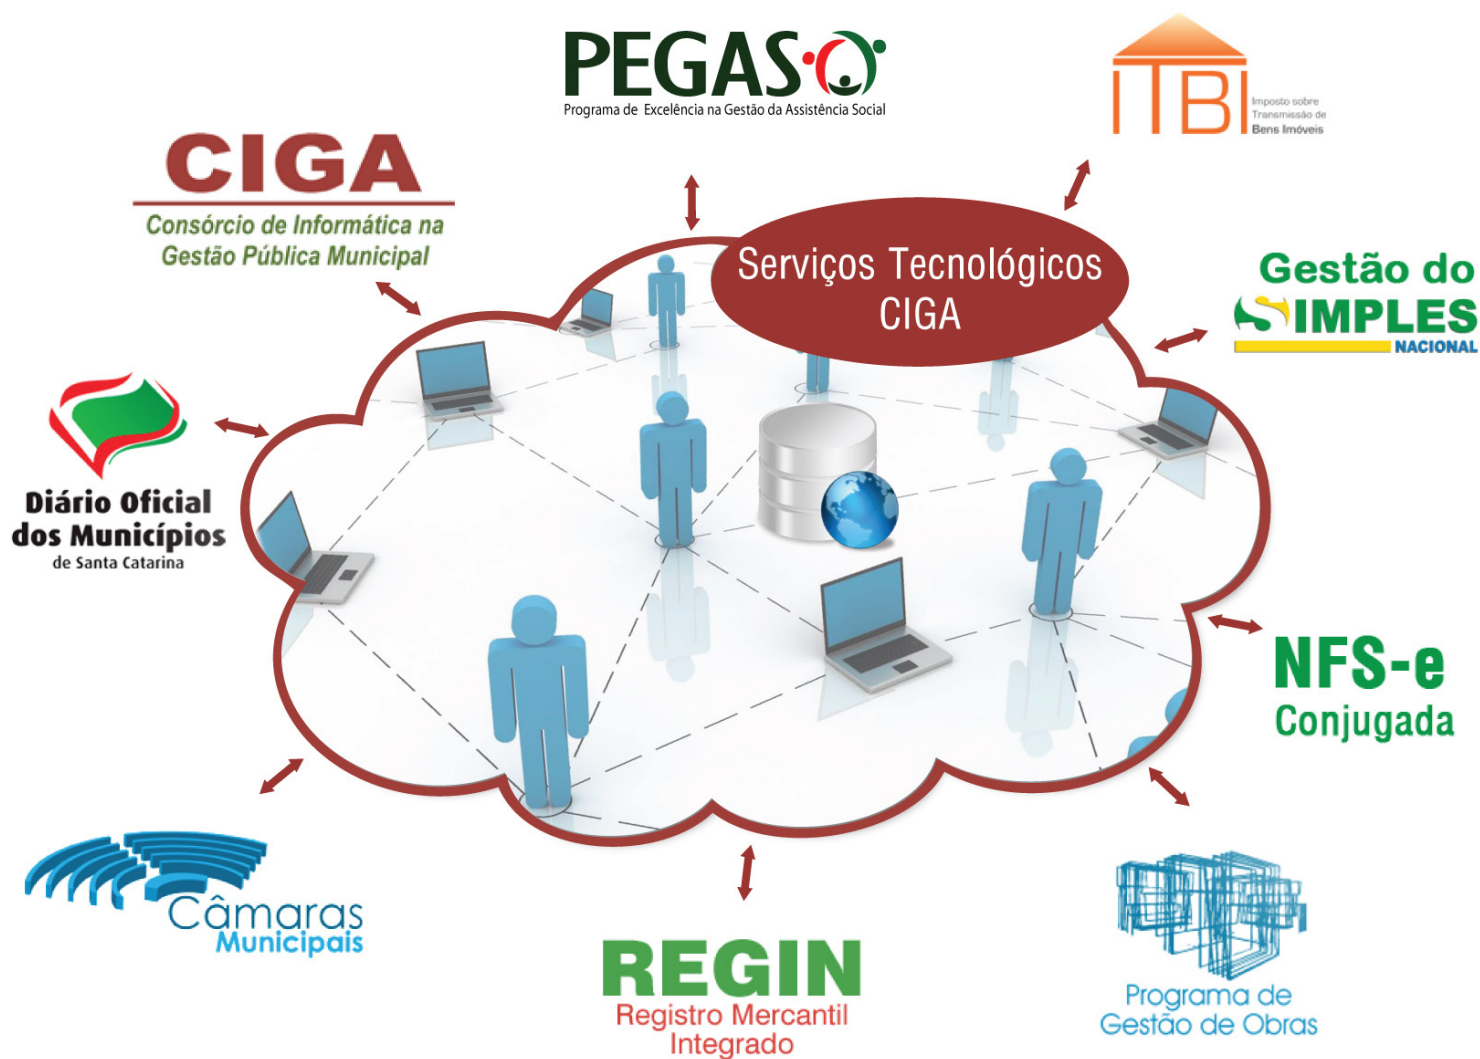 PEGASO
Programa de Excelência na Gestão da Assistência Social
ITBI
Imposto sobre
Transmissão de
Bens Imóveis
CIGA
Consórcio de Informática na
Gestão Pública Municipal
Serviços Tecnológicos
CIGA
Gestão do
SIMPLES
NACIONAL
Diário Oficial
dos Municípios
de Santa Catarina
NFS-e
Conjugada
Câmaras
Municipais
REGIN
Registro Mercantil
Integrado
Programa de
Gestão de Obras